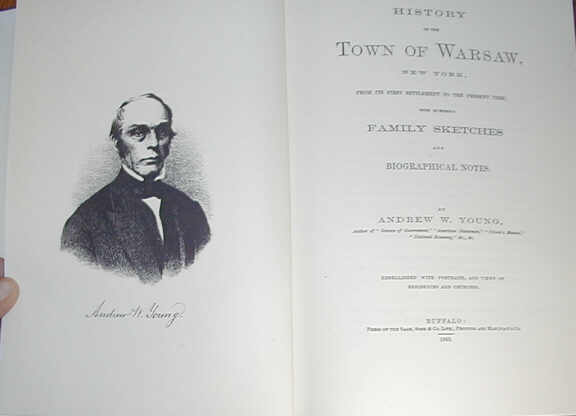 Andrew W. Young.
HISTORY
OF THE
TOWN OF WARSAW,
NEW YORK,
FROM ITS FIRST SETTLEMENT TO THE PRESENT TIME;
WITH NUMEROUS
FAMILY SKETCHES
AND
BIOGRAPHICAL NOTES.
BY
ANDREW W. YOUNG,
Author of "Science of Government," "American Statesman," "Citizen's Manual,"
"National Economy," &c., &c.
EMBELLISHED WITH PORTRAITS, AND VIEWS OF
RESIDENCES AND CHURCHES.
BUFFALO:
PRESS OF THE SAGE, SONS & CO. LITH., PRINTING AND
1869.